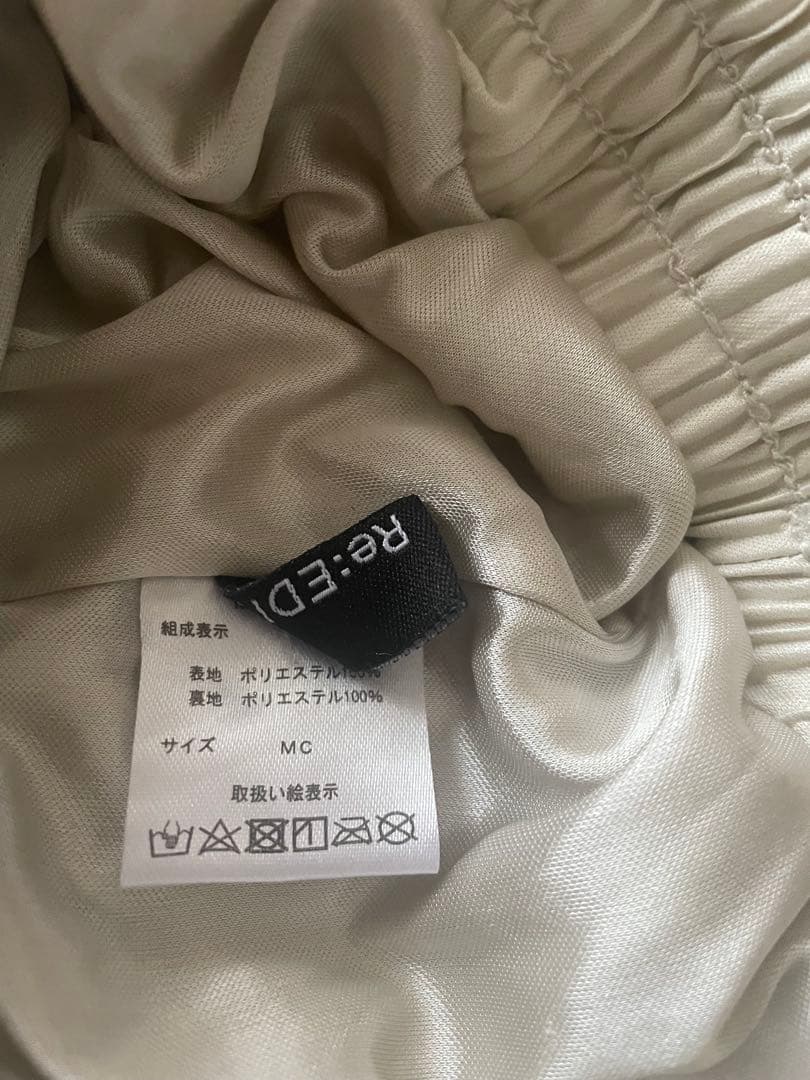 Re:ED
組成表示
表地 ポリエステル100%
裏地 ポリエステル100%
サイズ MC
取扱い絵表示